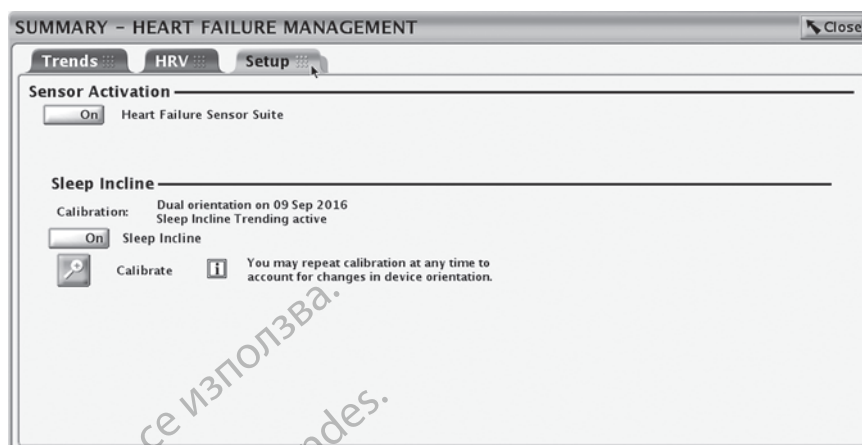 SUMMARY - HEART FAILURE MANAGEMENT
Close
Trends
HRV
Setup
Sensor Activation
On Heart Failure Sensor Suite
Sleep Incline
Calibration: Dual orientation on 09 Sep 2016
Sleep Incline Trending active
On Sleep Incline
Calibrate
i
You may repeat calibration at any time to
account for changes in device orientation.
се използва.